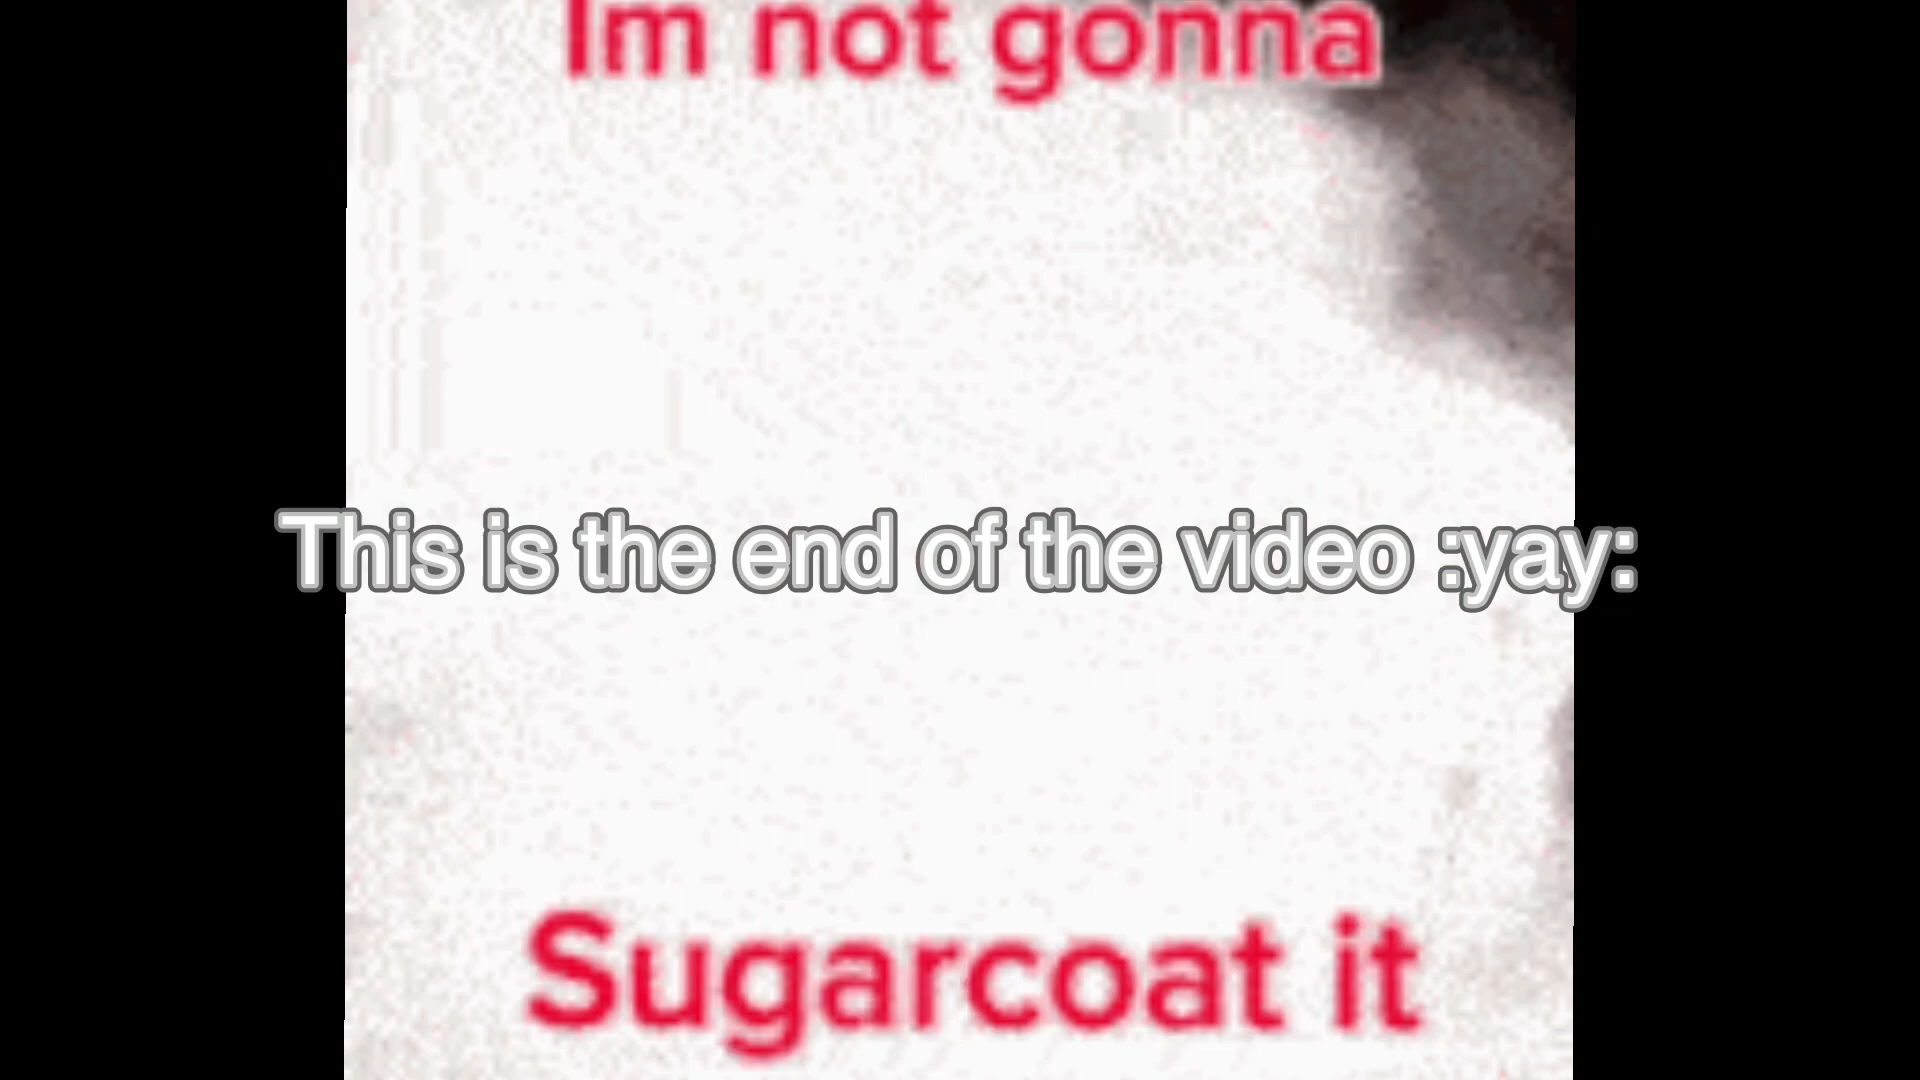 Im not gonna
This is the end of the video :yay:
Sugarcoat it